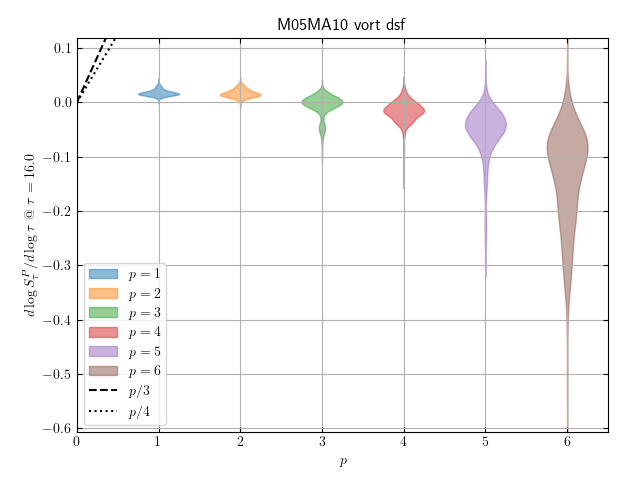 M05MA10 vort dsf
d log S_τ^P / d log τ @ τ = 16.0
0.1
0.0
−0.1
−0.2
−0.3
−0.4
−0.5
−0.6
p = 1
p = 2
p = 3
p = 4
p = 5
p = 6
p/3
p/4
0 1 2 3 4 5 6
p